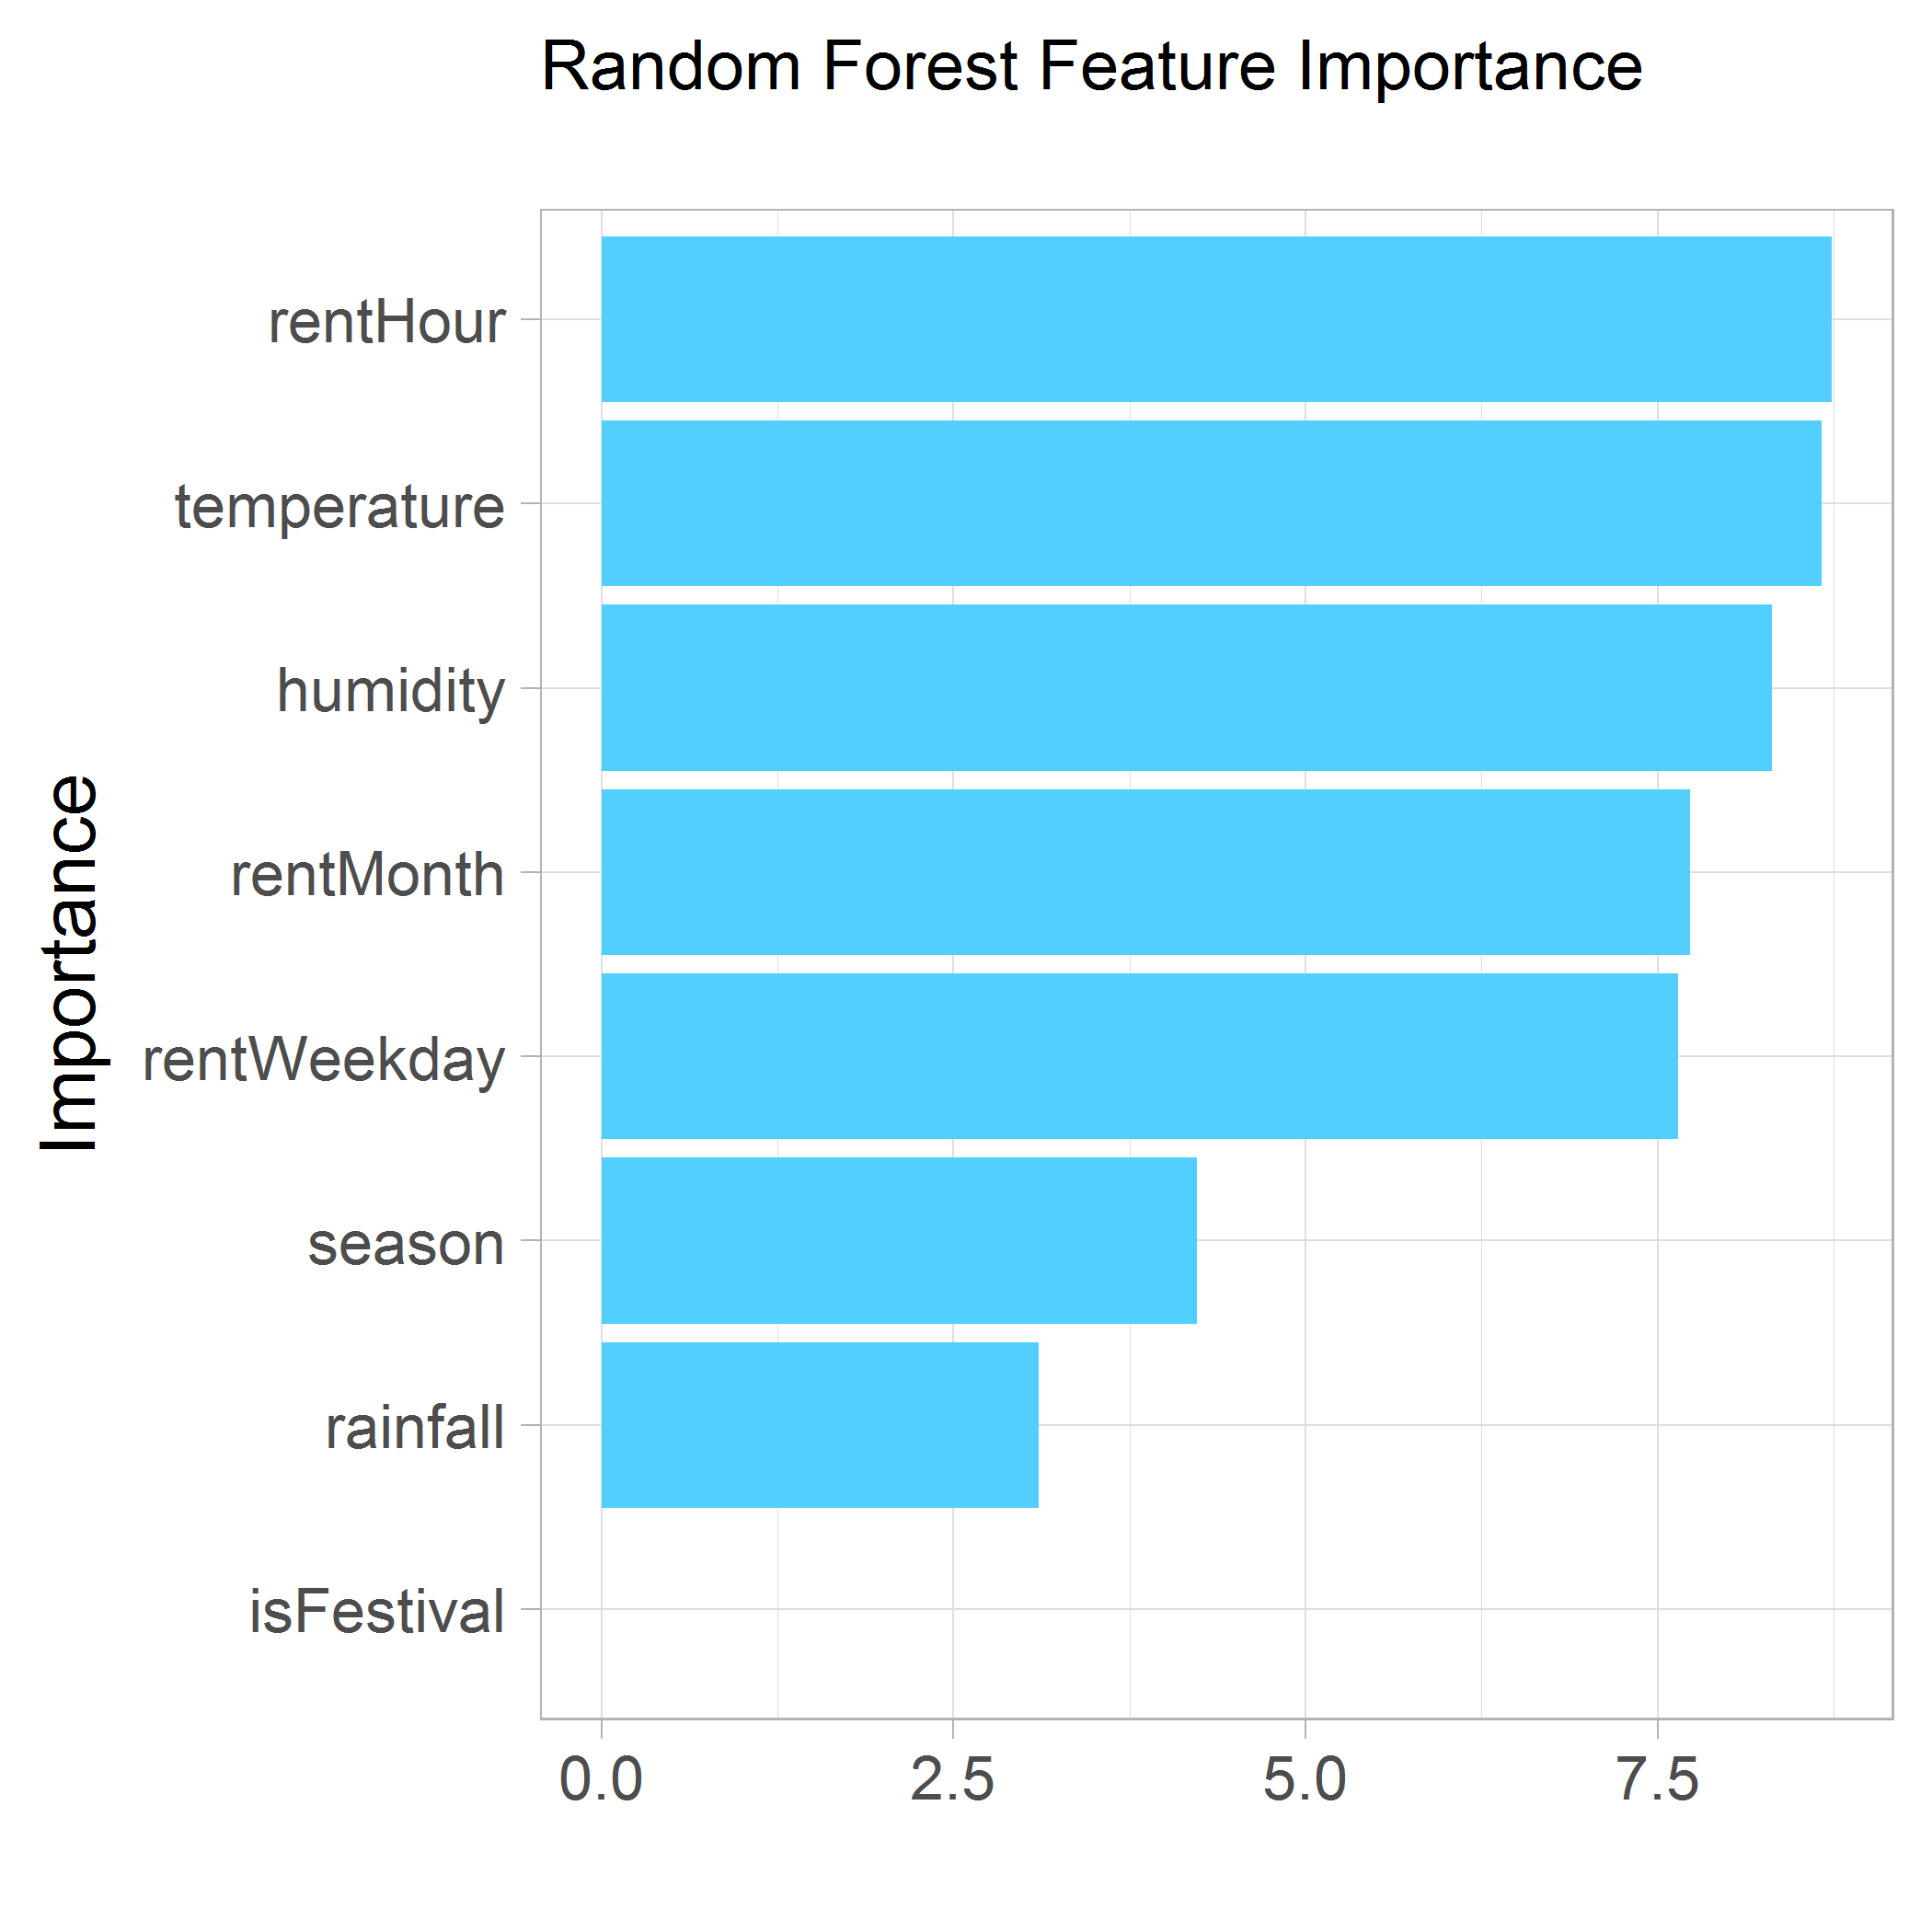 Random Forest Feature Importance
Importance
rentHour
temperature
humidity
rentMonth
rentWeekday
season
rainfall
isFestival
0.0 2.5 5.0 7.5